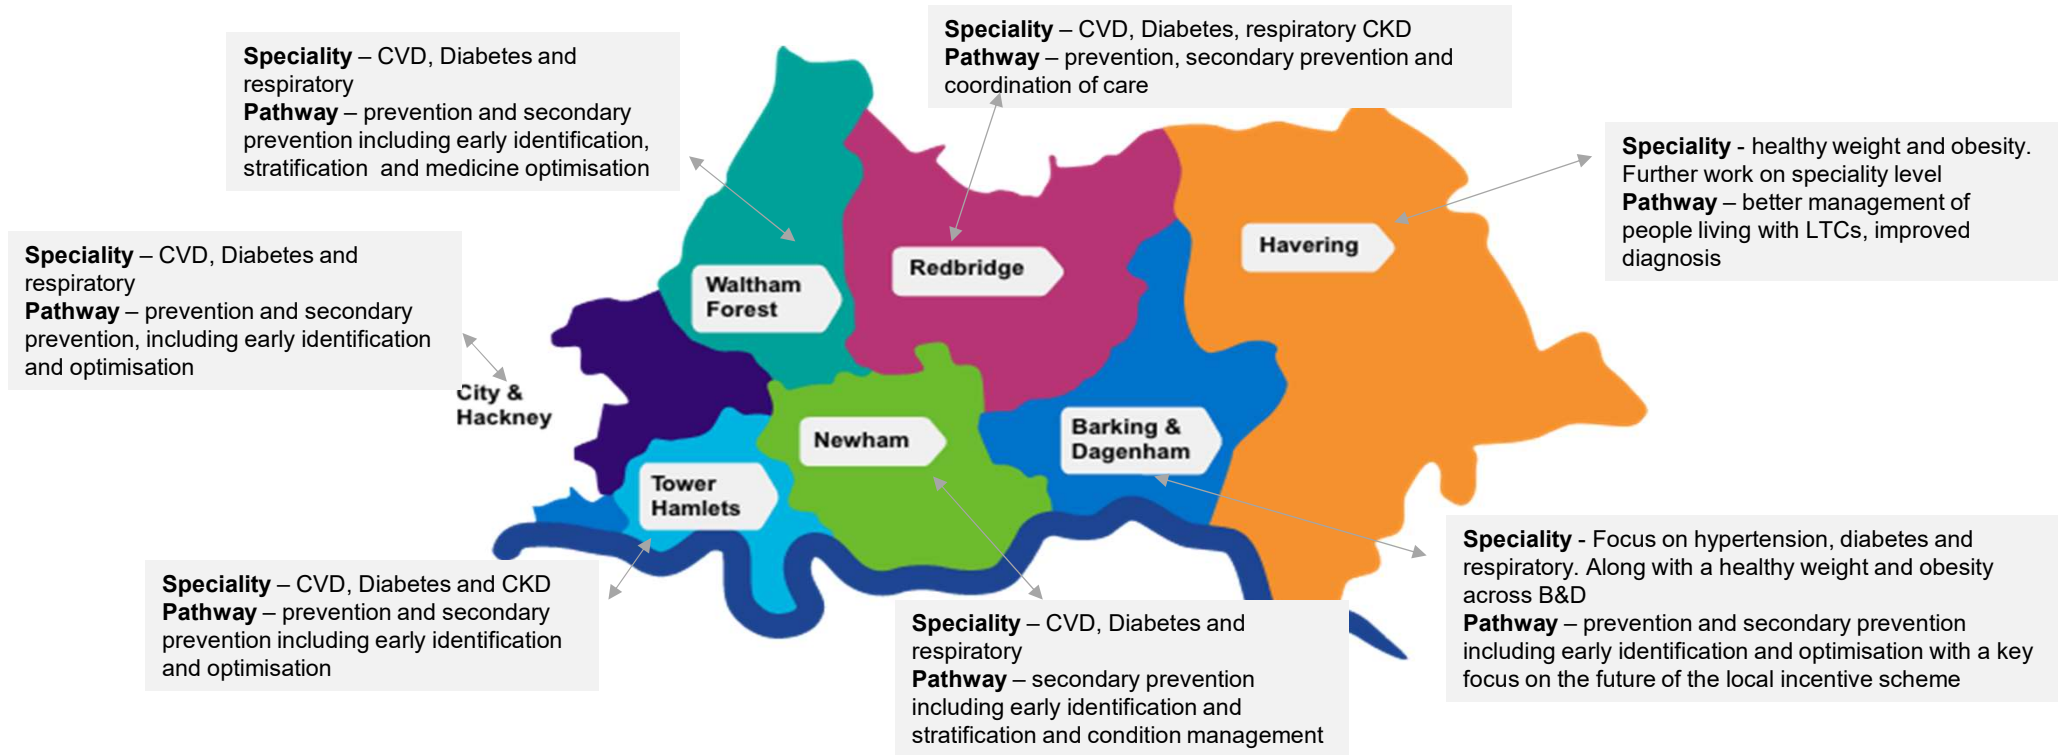 Speciality – CVD, Diabetes, respiratory CKD
Pathway – prevention, secondary prevention and
coordination of care
Speciality – CVD, Diabetes and
respiratory
Pathway – prevention and secondary
prevention including early identification,
stratification and medicine optimisation
Speciality - healthy weight and obesity.
Further work on speciality level
Pathway – better management of
people living with LTCs, improved
diagnosis
Speciality – CVD, Diabetes and
respiratory
Pathway – prevention and secondary
prevention, including early identification
and optimisation
Havering
Redbridge
Waltham
Forest
City &
Hackney
Newham
Barking &
Dagenham
Tower
Hamlets
Speciality – CVD, Diabetes and CKD
Pathway – prevention and secondary
prevention including early identification
and optimisation
Speciality – CVD, Diabetes and
respiratory
Pathway – secondary prevention
including early identification and
stratification and condition management
Speciality - Focus on hypertension, diabetes and
respiratory. Along with a healthy weight and obesity
across B&D
Pathway – prevention and secondary prevention
including early identification and optimisation with a key
focus on the future of the local incentive scheme